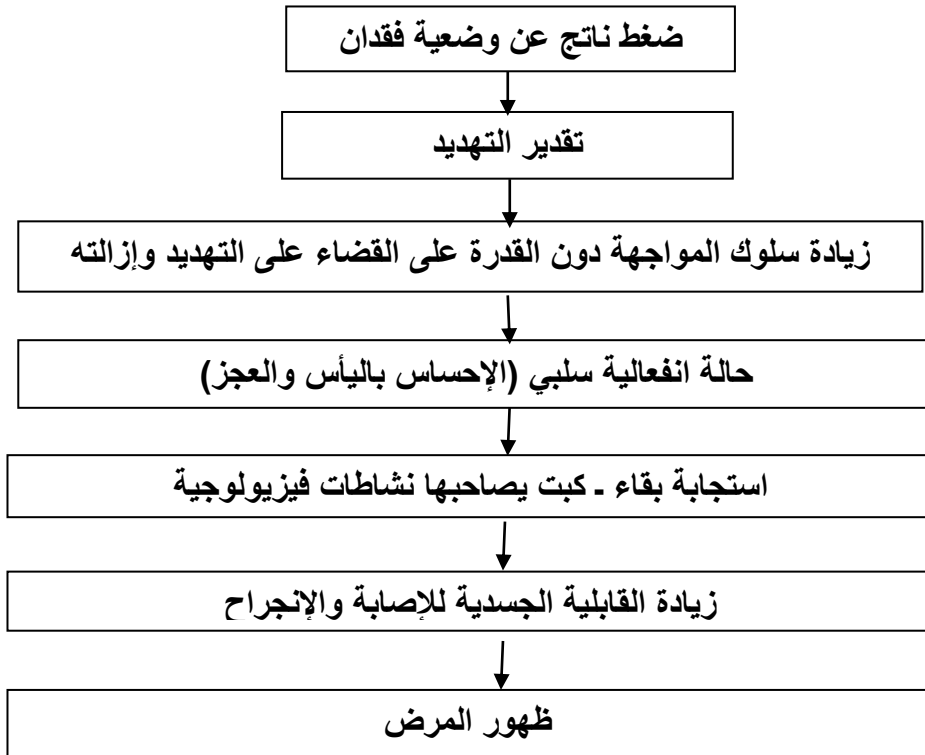 ضغط ناتج عن وضعية فقدان
تقدير التهديد
زيادة سلوك المواجهة دون القدرة على القضاء على التهديد وإزالته
حالة انفعالية سلبي (الإحساس باليأس والعجز)
استجابة بقاء ـ كبت يصاحبها نشاطات فيزيولوجية
زيادة القابلية الجسدية للإصابة والإنجراح
ظهور المرض